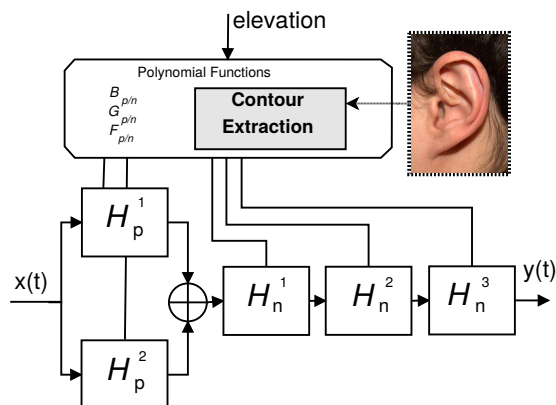 elevation
Polynomial Functions
B
G p/n
F p/n
Contour
Extraction
H p 1
x(t)
H n 1
H n 2
H n 3
y(t)
H p 2